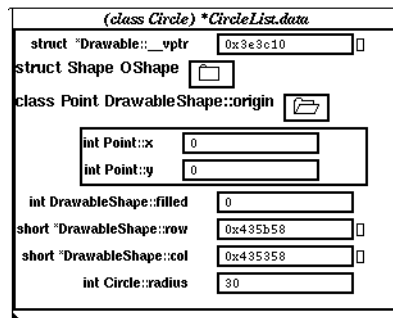 (class Circle) *CircleList.data
struct *Drawable::__vptr 0x3e3c10
struct Shape OShape
class Point DrawableShape::origin
int Point::x 0
int Point::y 0
int DrawableShape::filled 0
short *DrawableShape::row 0x435b58
short *DrawableShape::col 0x435358
int Circle::radius 30